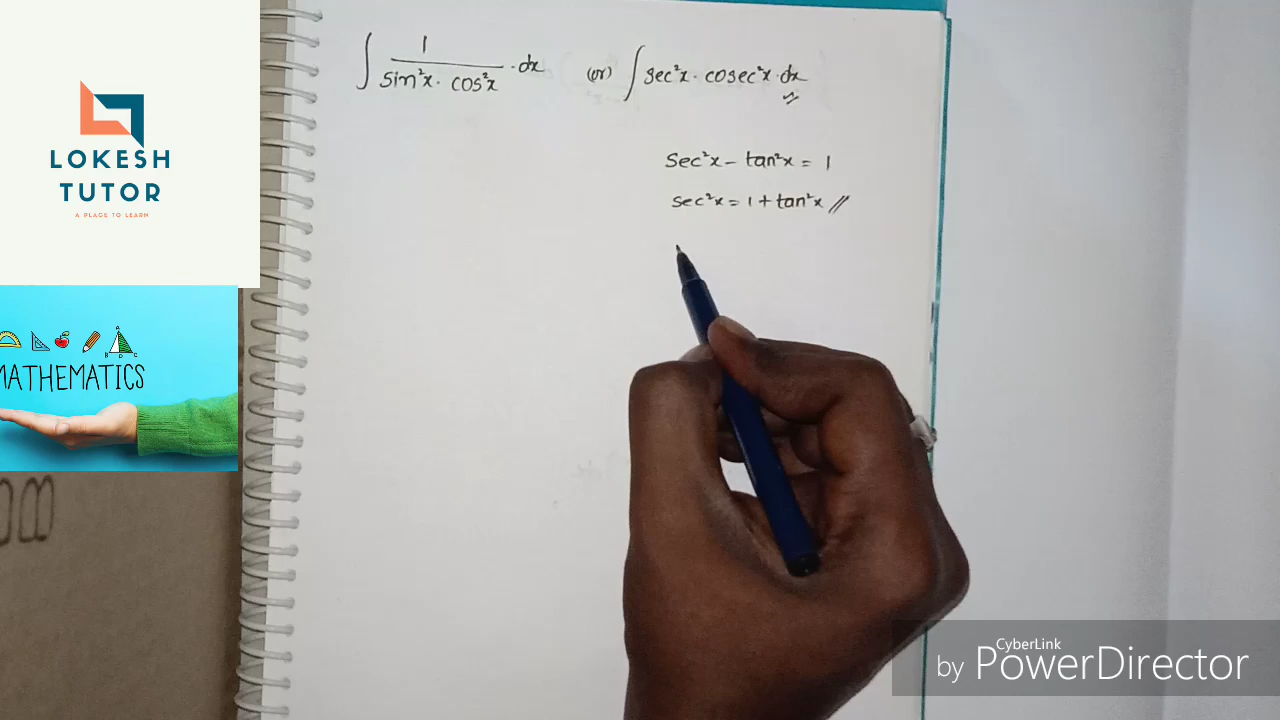 ∫ 1/(sin²x · cos²x) · dx (or) ∫ sec²x · cosec²x · dx
sec²x – tan²x = 1
sec²x = 1 + tan²x //
LOKESH
TUTOR
A PLACE TO LEARN
A
B D C
MATHEMATICS
CyberLink
by PowerDirector